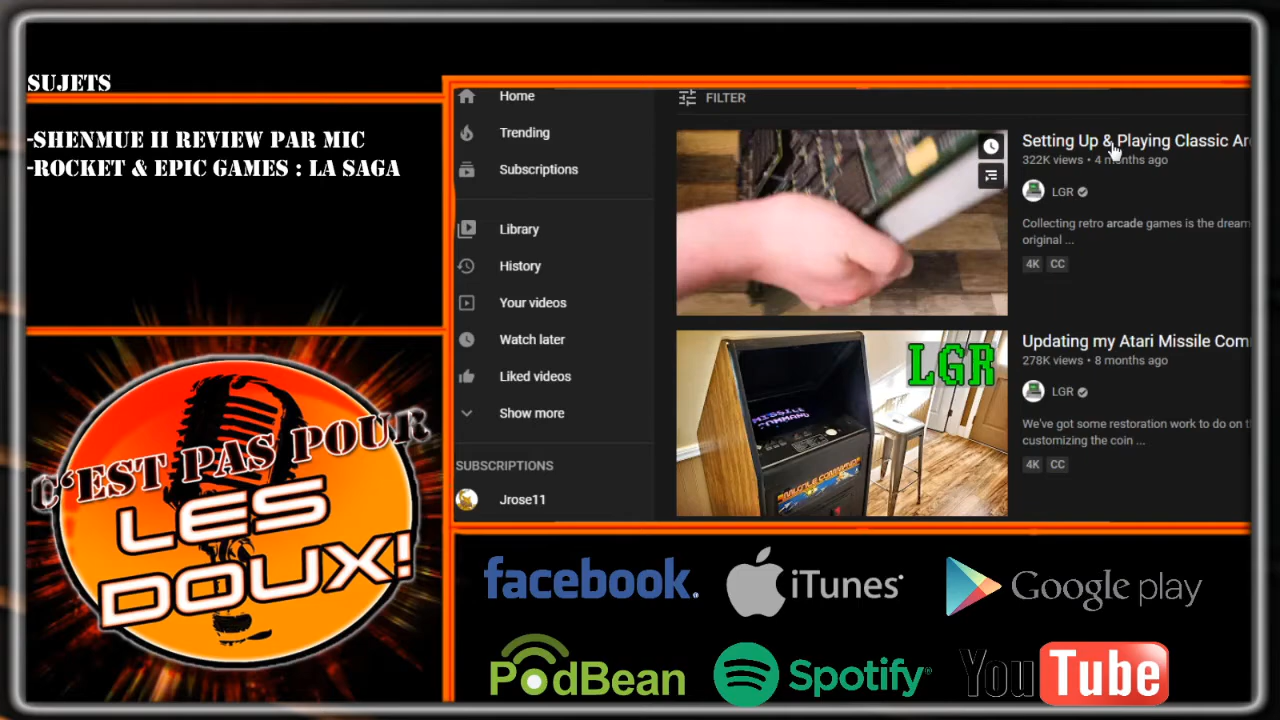 SUJETS
-SHENMUE II REVIEW PAR MIC
-ROCKET & EPIC GAMES : LA SAGA
C'EST PAS POUR
LES
DOUX!
Home
Trending
Subscriptions
Library
History
Your videos
Watch later
Liked videos
Show more
SUBSCRIPTIONS
Jrose11
FILTER
Setting Up & Playing Classic Ar
322K views • 4 months ago
LGR
Collecting retro arcade games is the dream
original ...
4K CC
LGR
MISSILE
COMMAND
MISSILE COMMAND
Updating my Atari Missile Com
278K views • 8 months ago
LGR
We've got some restoration work to do on t
customizing the coin ...
4K CC
facebook.
iTunes
Google play
PodBean
Spotify
YouTube